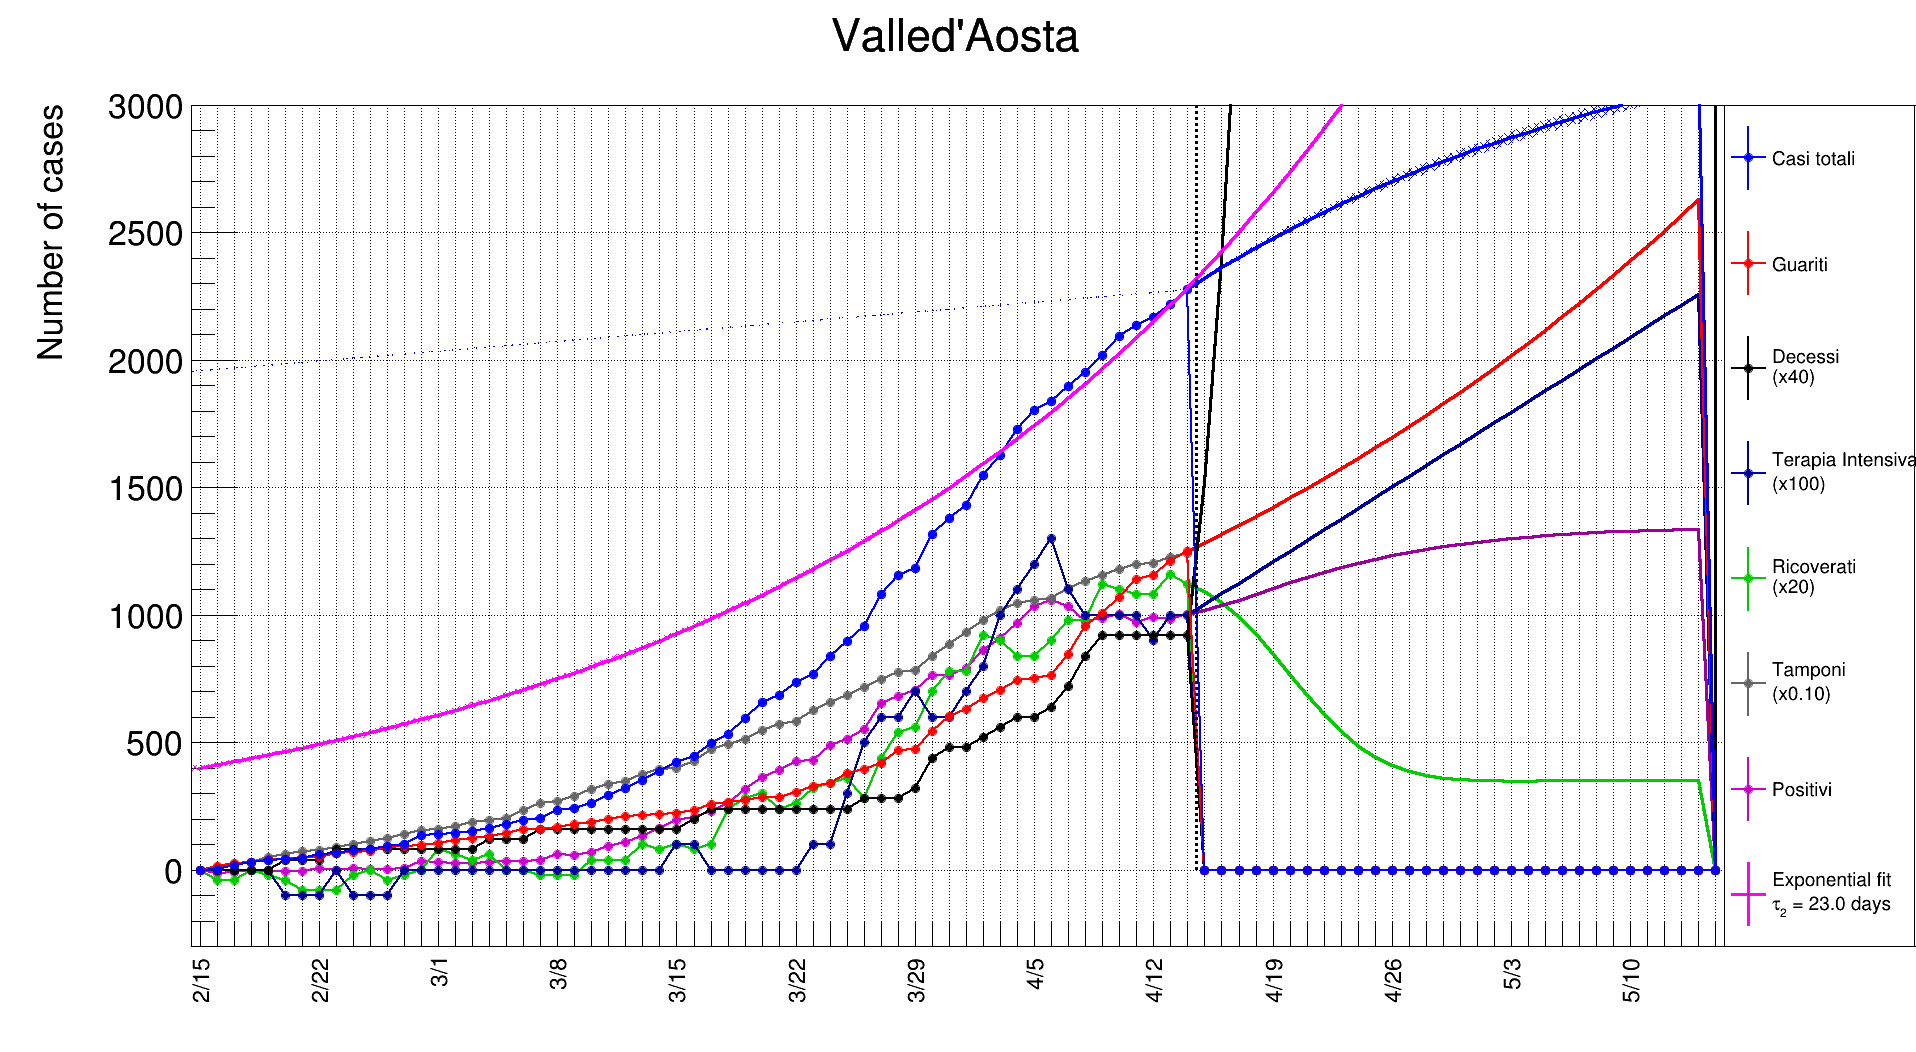 Valled'Aosta
Number of cases
3000
2500
2000
1500
1000
500
0
2/15
2/22
3/1
3/8
3/15
3/22
3/29
4/5
4/12
4/19
4/26
5/3
5/10
Casi totali
Guariti
Decessi
(x40)
Terapia Intensiva
(x100)
Ricoverati
(x20)
Tamponi
(x0.10)
Positivi
Exponential fit
τ2 = 23.0 days